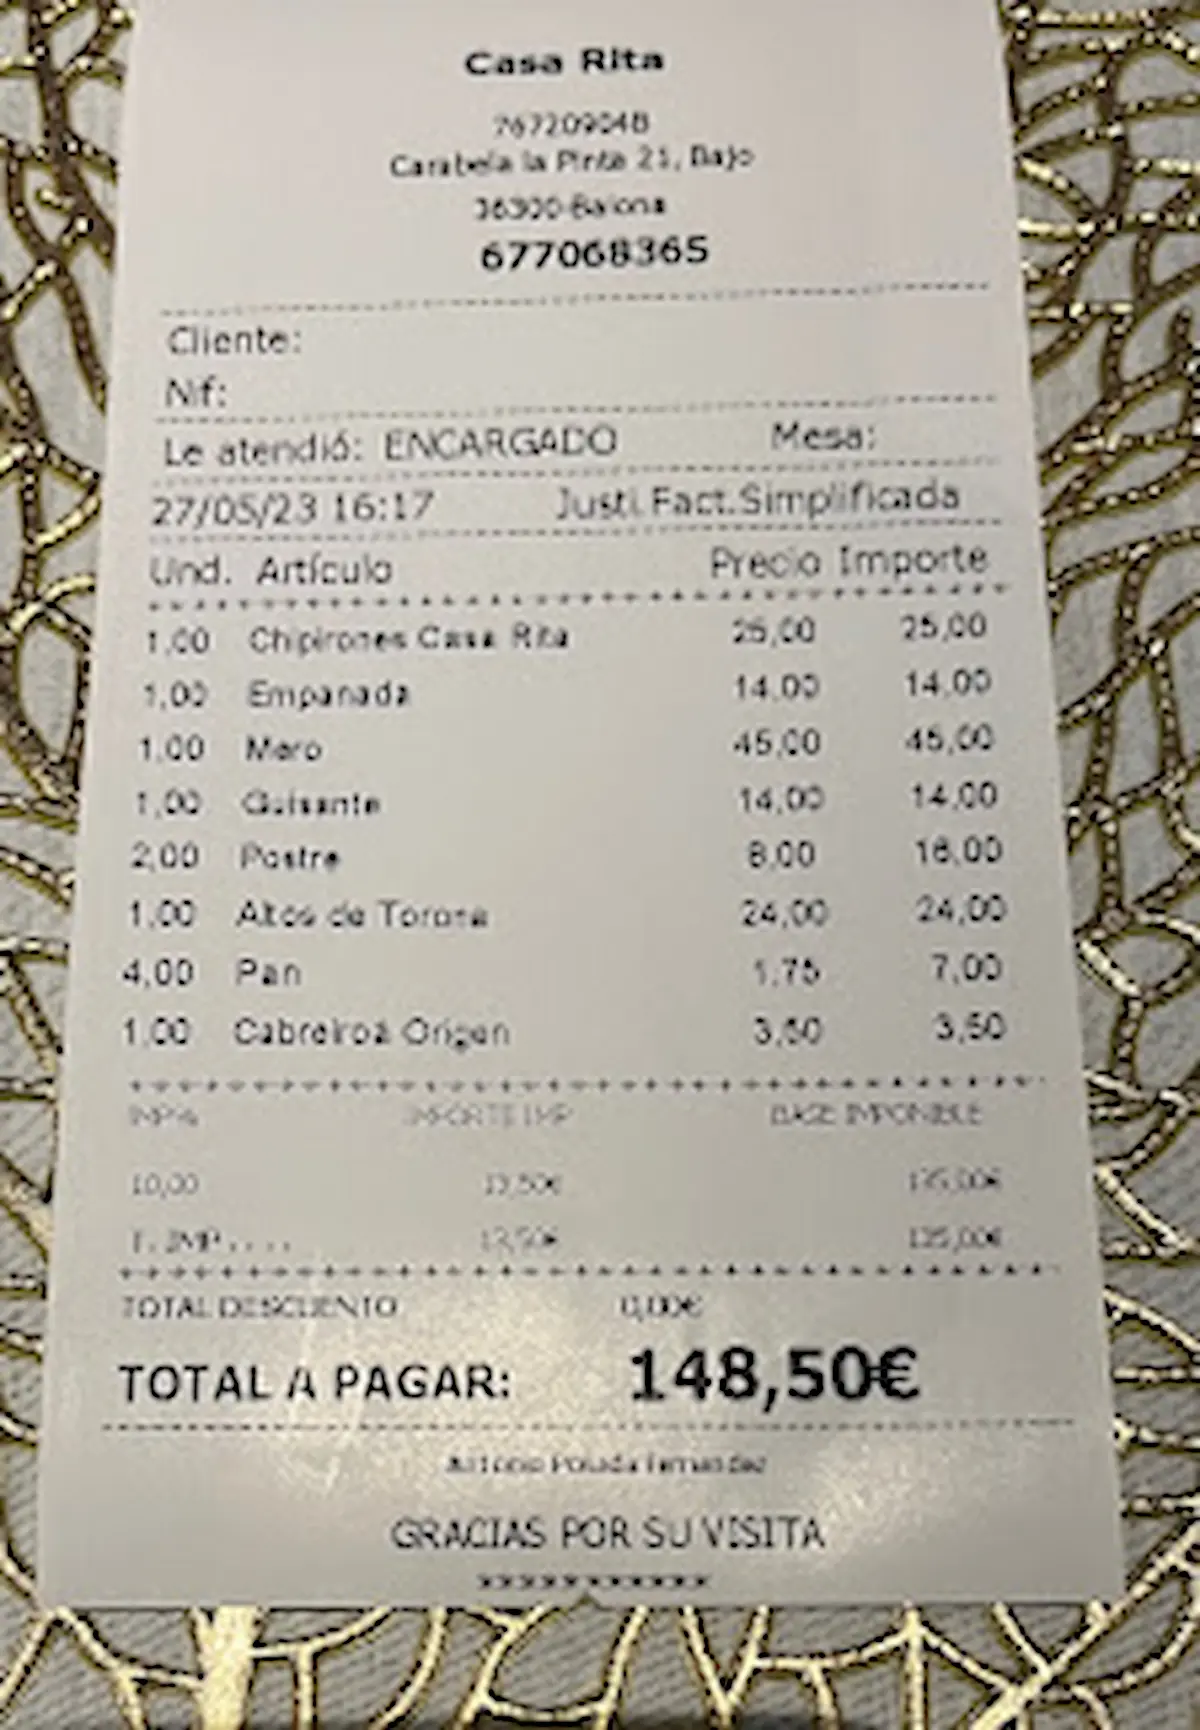 Casa Rita
76720904B
Carabela la Pinta 21, Bajo
36300-Baiona
677068365
Cliente:
Nif:
Le atendió: ENCARGADO Mesa:
27/05/23 16:17 Justi.Fact.Simplificada
Und. Artículo Precio Importe
1,00 Chipirones Casa Rita 25,00 25,00
1,00 Empanada 14,00 14,00
1,00 Mero 45,00 45,00
1,00 Guisante 14,00 14,00
2,00 Postre 8,00 16,00
1,00 Altos de Torona 24,00 24,00
4,00 Pan 1,75 7,00
1,00 Cabreiroá Origen 3,50 3,50
IMP% IMPORTE IMP BASE IMPONIBLE
10,00 13,50€ 135,00€
T. IMP.... 13,50€ 135,00€
TOTAL DESCUENTO 0,00€
TOTAL A PAGAR: 148,50€
Antonio Fernandez
GRACIAS POR SU VISITA